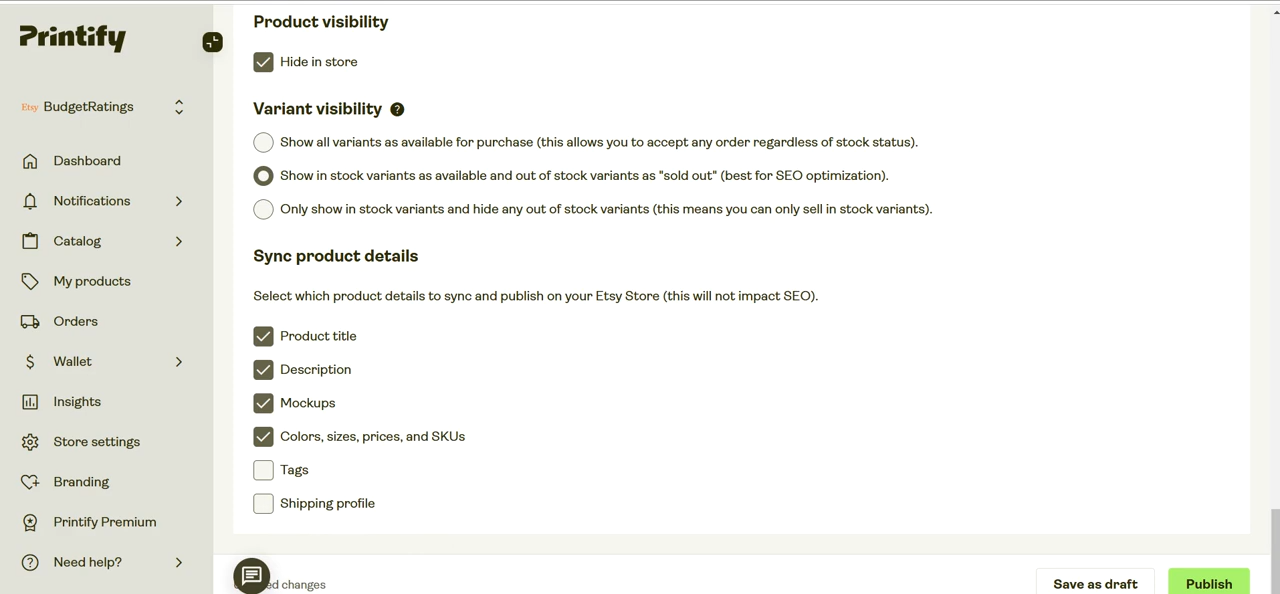 Printify
Etsy BudgetRatings
Dashboard
Notifications
Catalog
My products
Orders
Wallet
Insights
Store settings
Branding
Printify Premium
Need help?
Product visibility
Hide in store
Variant visibility ?
Show all variants as available for purchase (this allows you to accept any order regardless of stock status).
Show in stock variants as available and out of stock variants as "sold out" (best for SEO optimization).
Only show in stock variants and hide any out of stock variants (this means you can only sell in stock variants).
Sync product details
Select which product details to sync and publish on your Etsy Store (this will not impact SEO).
Product title
Description
Mockups
Colors, sizes, prices, and SKUs
Tags
Shipping profile
changes
Save as draft
Publish